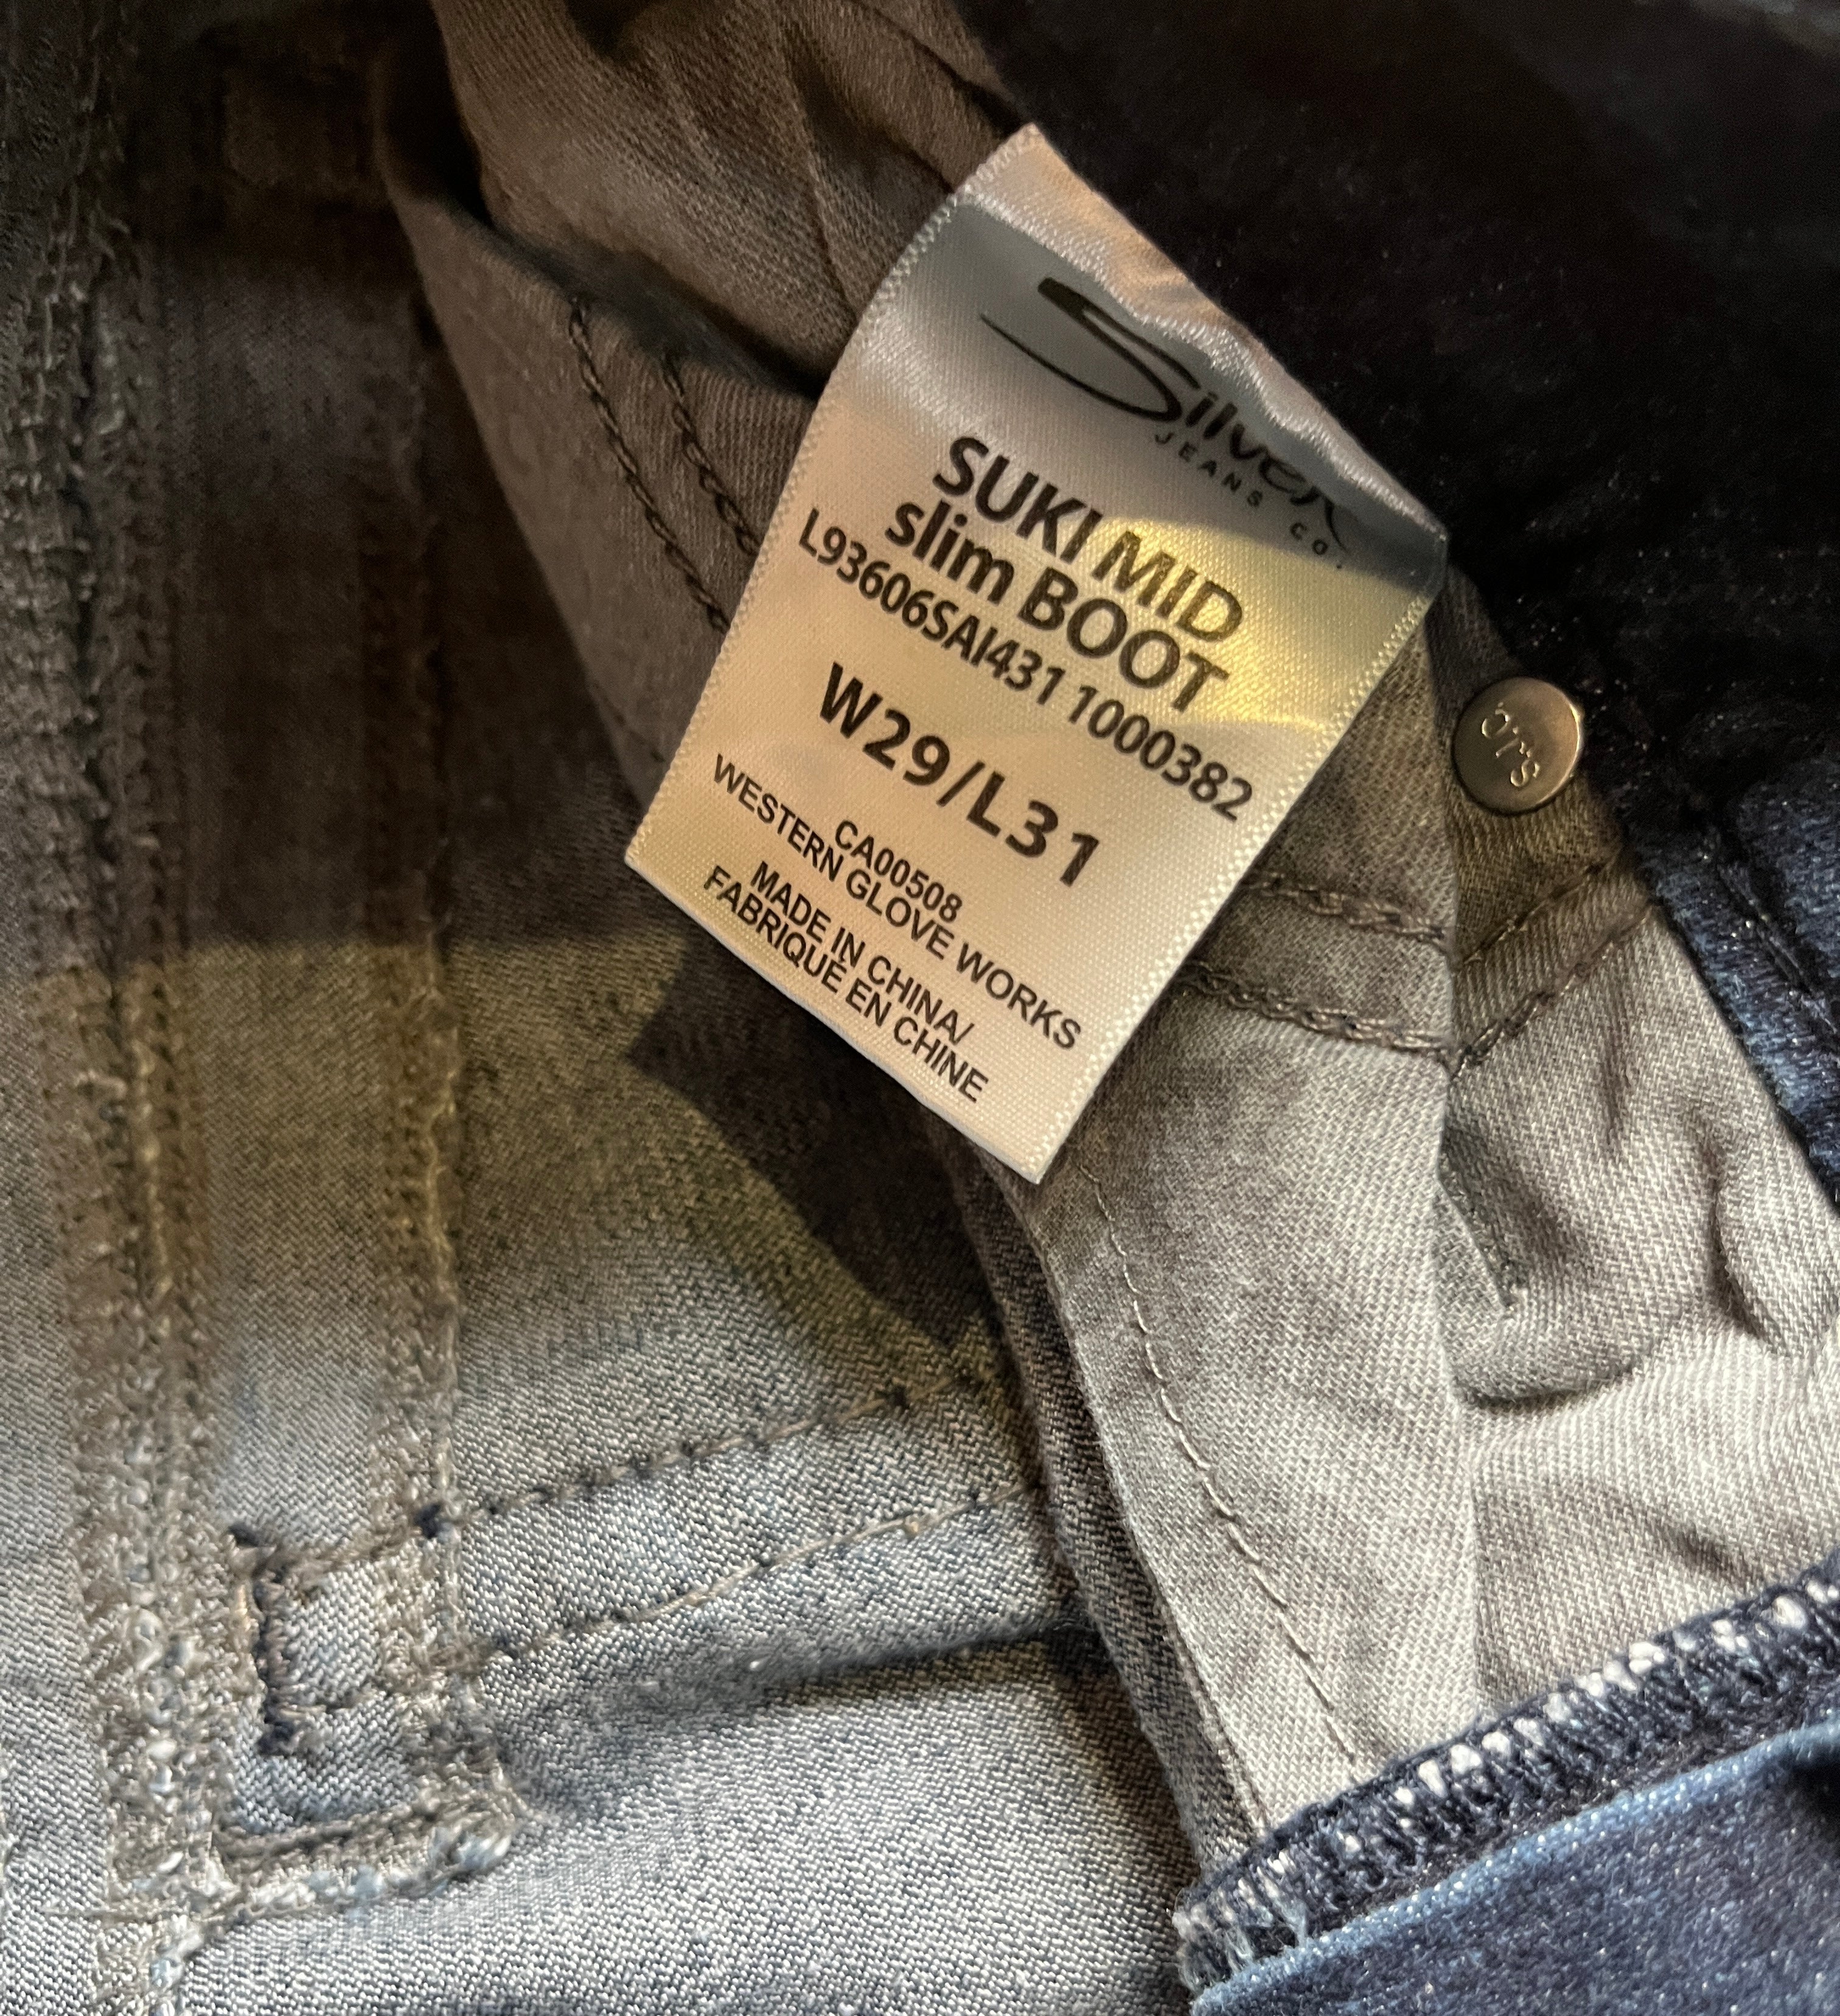 Silver
JEANS CO.
SUKI MID
slim BOOT
L93606SAI431 1000382
W29/L31
CA00508
WESTERN GLOVE WORKS
MADE IN CHINA/
FABRIQUÉ EN CHINE
S.J.C